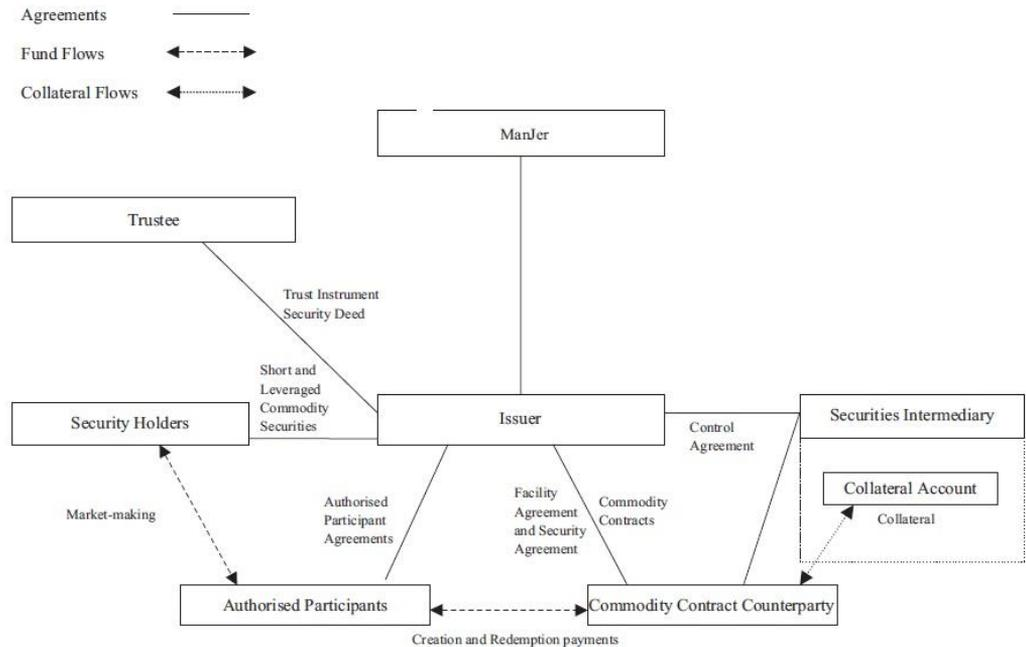 Agreements
Fund Flows
Collateral Flows
ManJer
Trustee
Trust Instrument
Security Deed
Short and
Leveraged
Commodity
Securities
Security Holders
Issuer
Securities Intermediary
Control
Agreement
Collateral Account
Collateral
Market-making
Authorised
Participant
Agreements
Facility
Agreement
and Security
Agreement
Commodity
Contracts
Authorised Participants
Commodity Contract Counterparty
Creation and Redemption payments